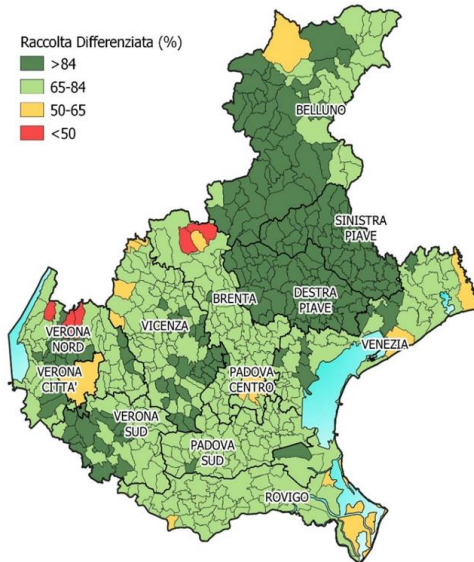 Raccolta Differenziata (%)
>84
65-84
50-65
<50
BELLUNO
SINISTRA
PIAVE
DESTRA
PIAVE
BRENTA
VENEZIA
VICENZA
VERONA
NORD
VERONA
CITTA'
PADOVA
CENTRO
VERONA
SUD
PADOVA
SUD
ROVIGO